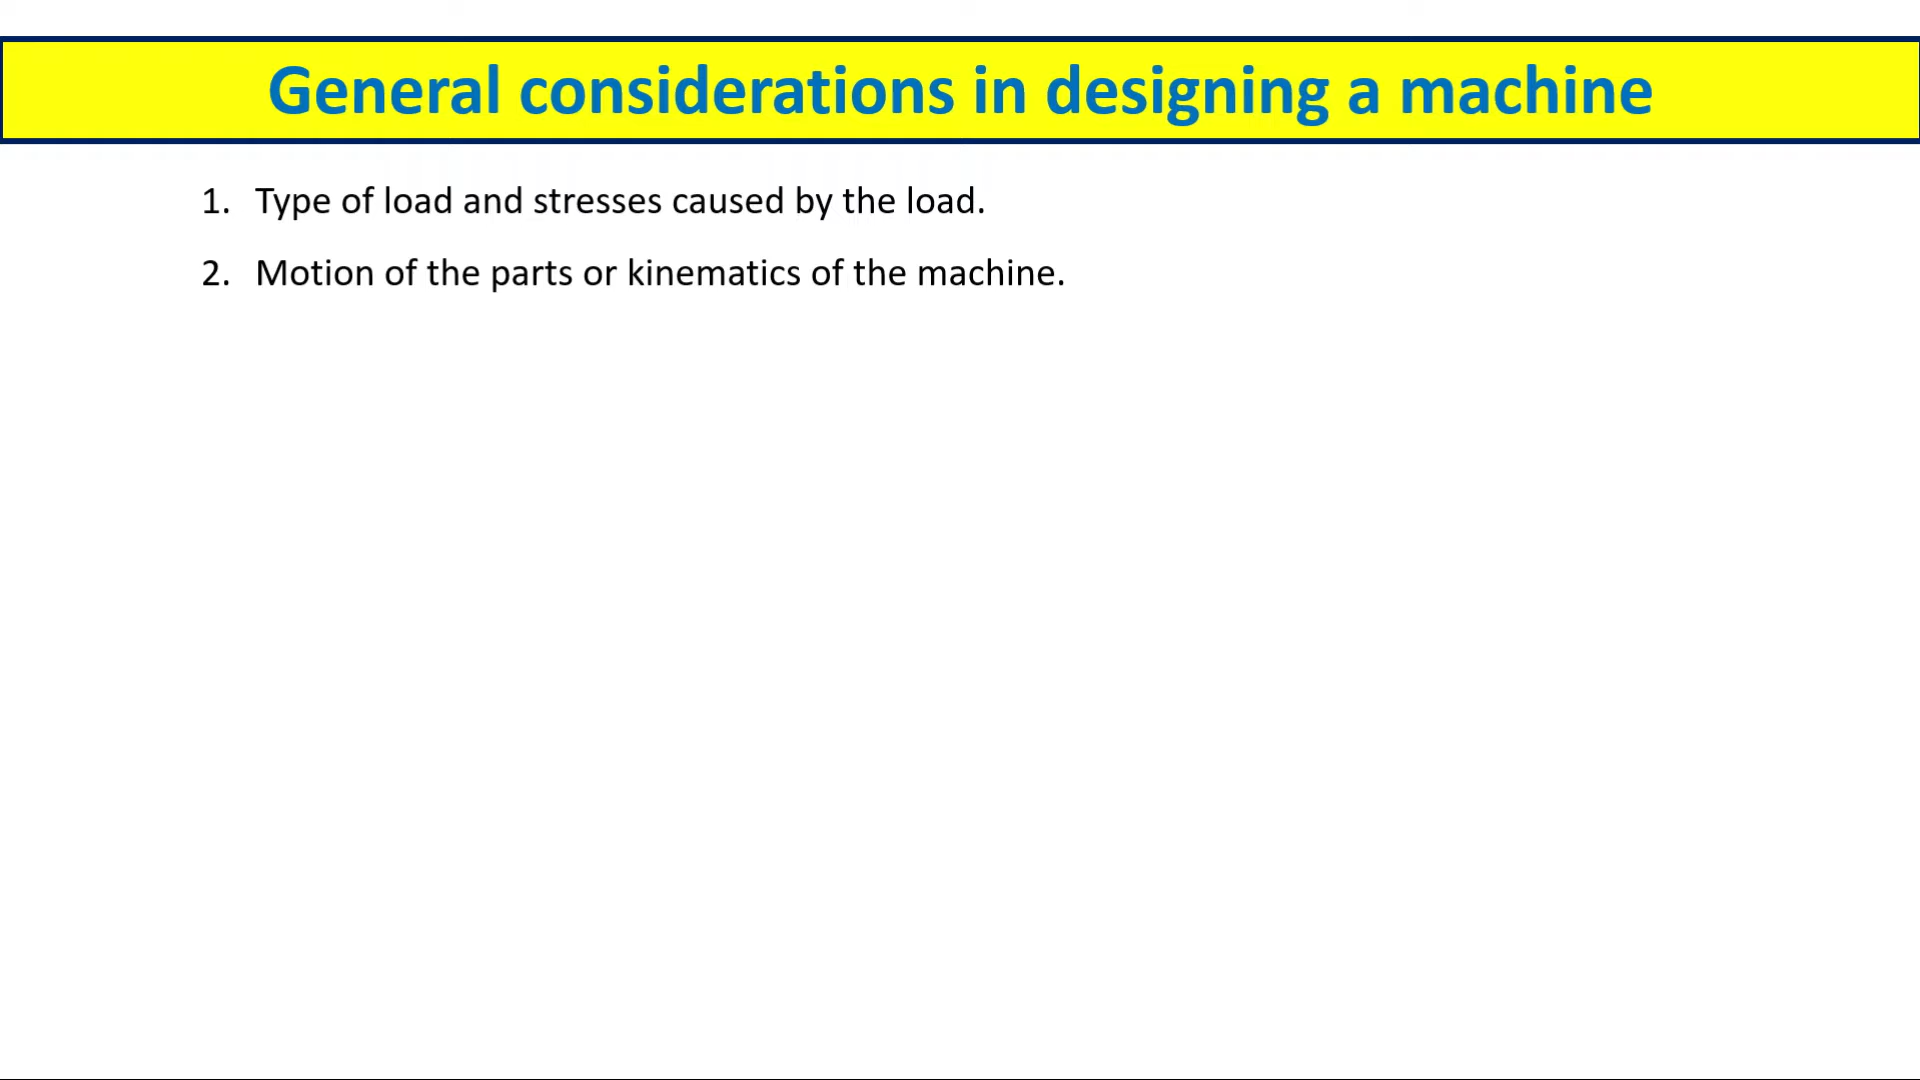 General considerations in designing a machine
1. Type of load and stresses caused by the load.
2. Motion of the parts or kinematics of the machine.